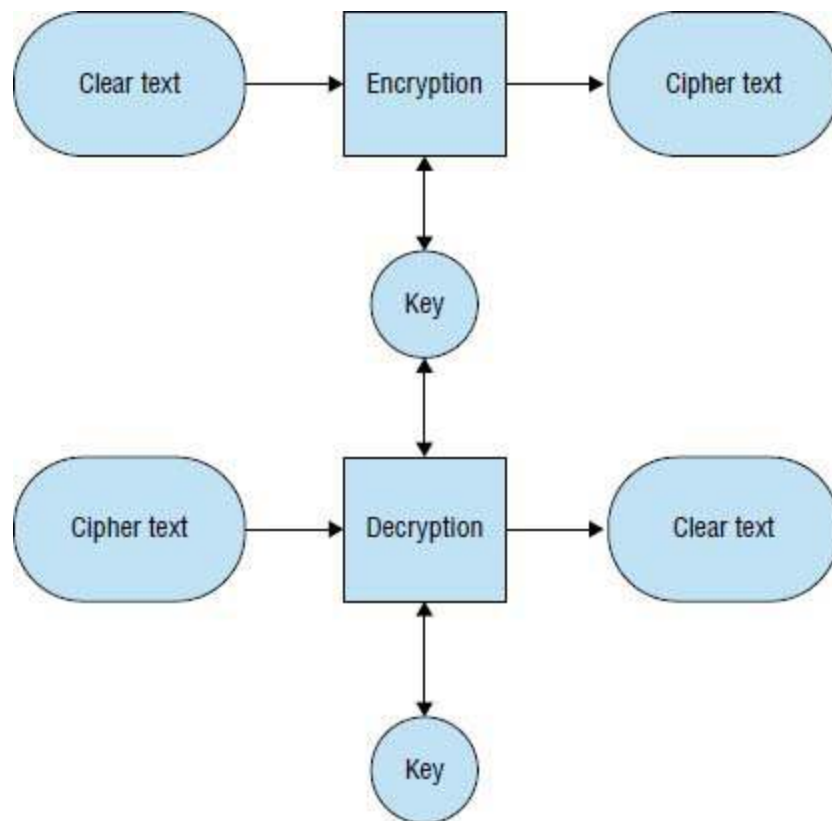 Clear text
Encryption
Cipher text
Key
Cipher text
Decryption
Clear text
Key